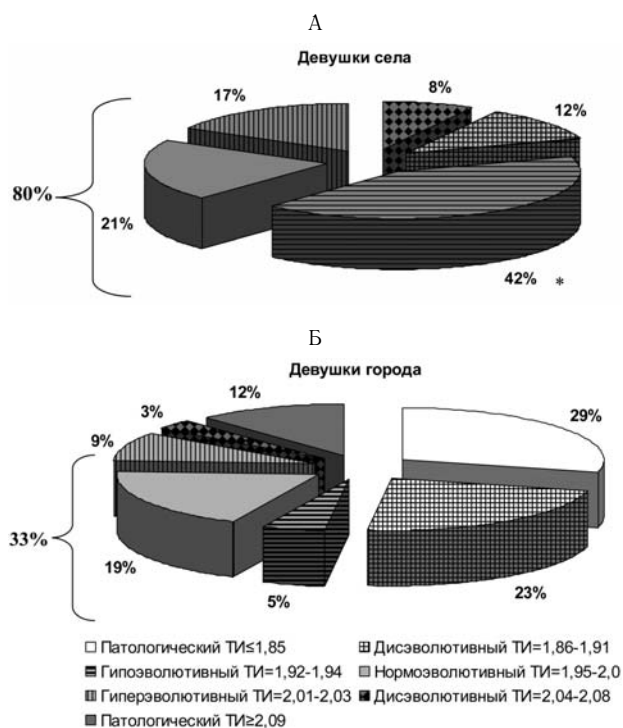 А
Девушки села
17%
8%
12%
80%
21%
42% *
Б
Девушки города
12%
3%
29%
9%
33%
19%
5%
23%
Патологический ТИ≤1,85
Дисэволютивный ТИ=1,86-1,91
Гипоэволютивный ТИ=1,92-1,94
Нормоэволютивный ТИ=1,95-2,0
Гиперэволютивный ТИ=2,01-2,03
Дисэволютивный ТИ=2,04-2,08
Патологический ТИ≥2,09